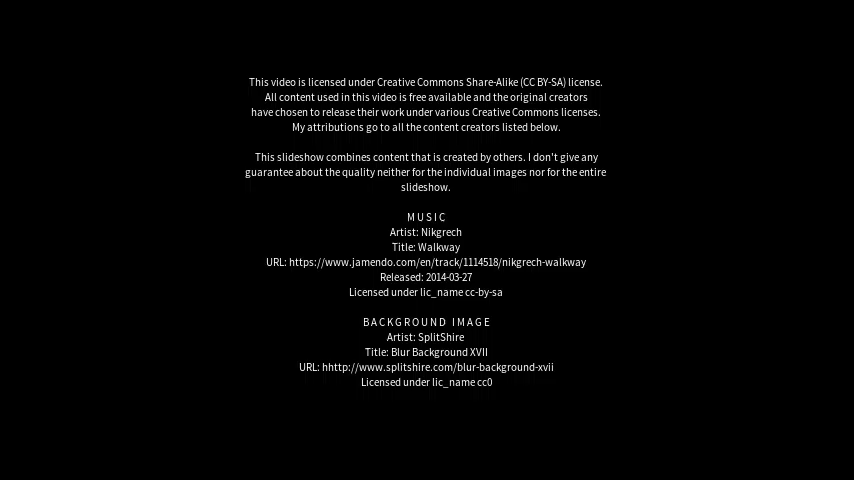 This video is licensed under Creative Commons Share-Alike (CC BY-SA) license.
All content used in this video is free available and the original creators
have chosen to release their work under various Creative Commons licenses.
My attributions go to all the content creators listed below.
This slideshow combines content that is created by others. I don't give any
guarantee about the quality neither for the individual images nor for the entire
slideshow.
MUSIC
Artist: Nikgrech
Title: Walkway
URL: https://www.jamendo.com/en/track/1114518/nikgrech-walkway
Released: 2014-03-27
Licensed under lic_name cc-by-sa
BACKGROUND IMAGE
Artist: SplitShire
Title: Blur Background XVII
URL: hhttp://www.splitshire.com/blur-background-xvii
Licensed under lic_name cc0